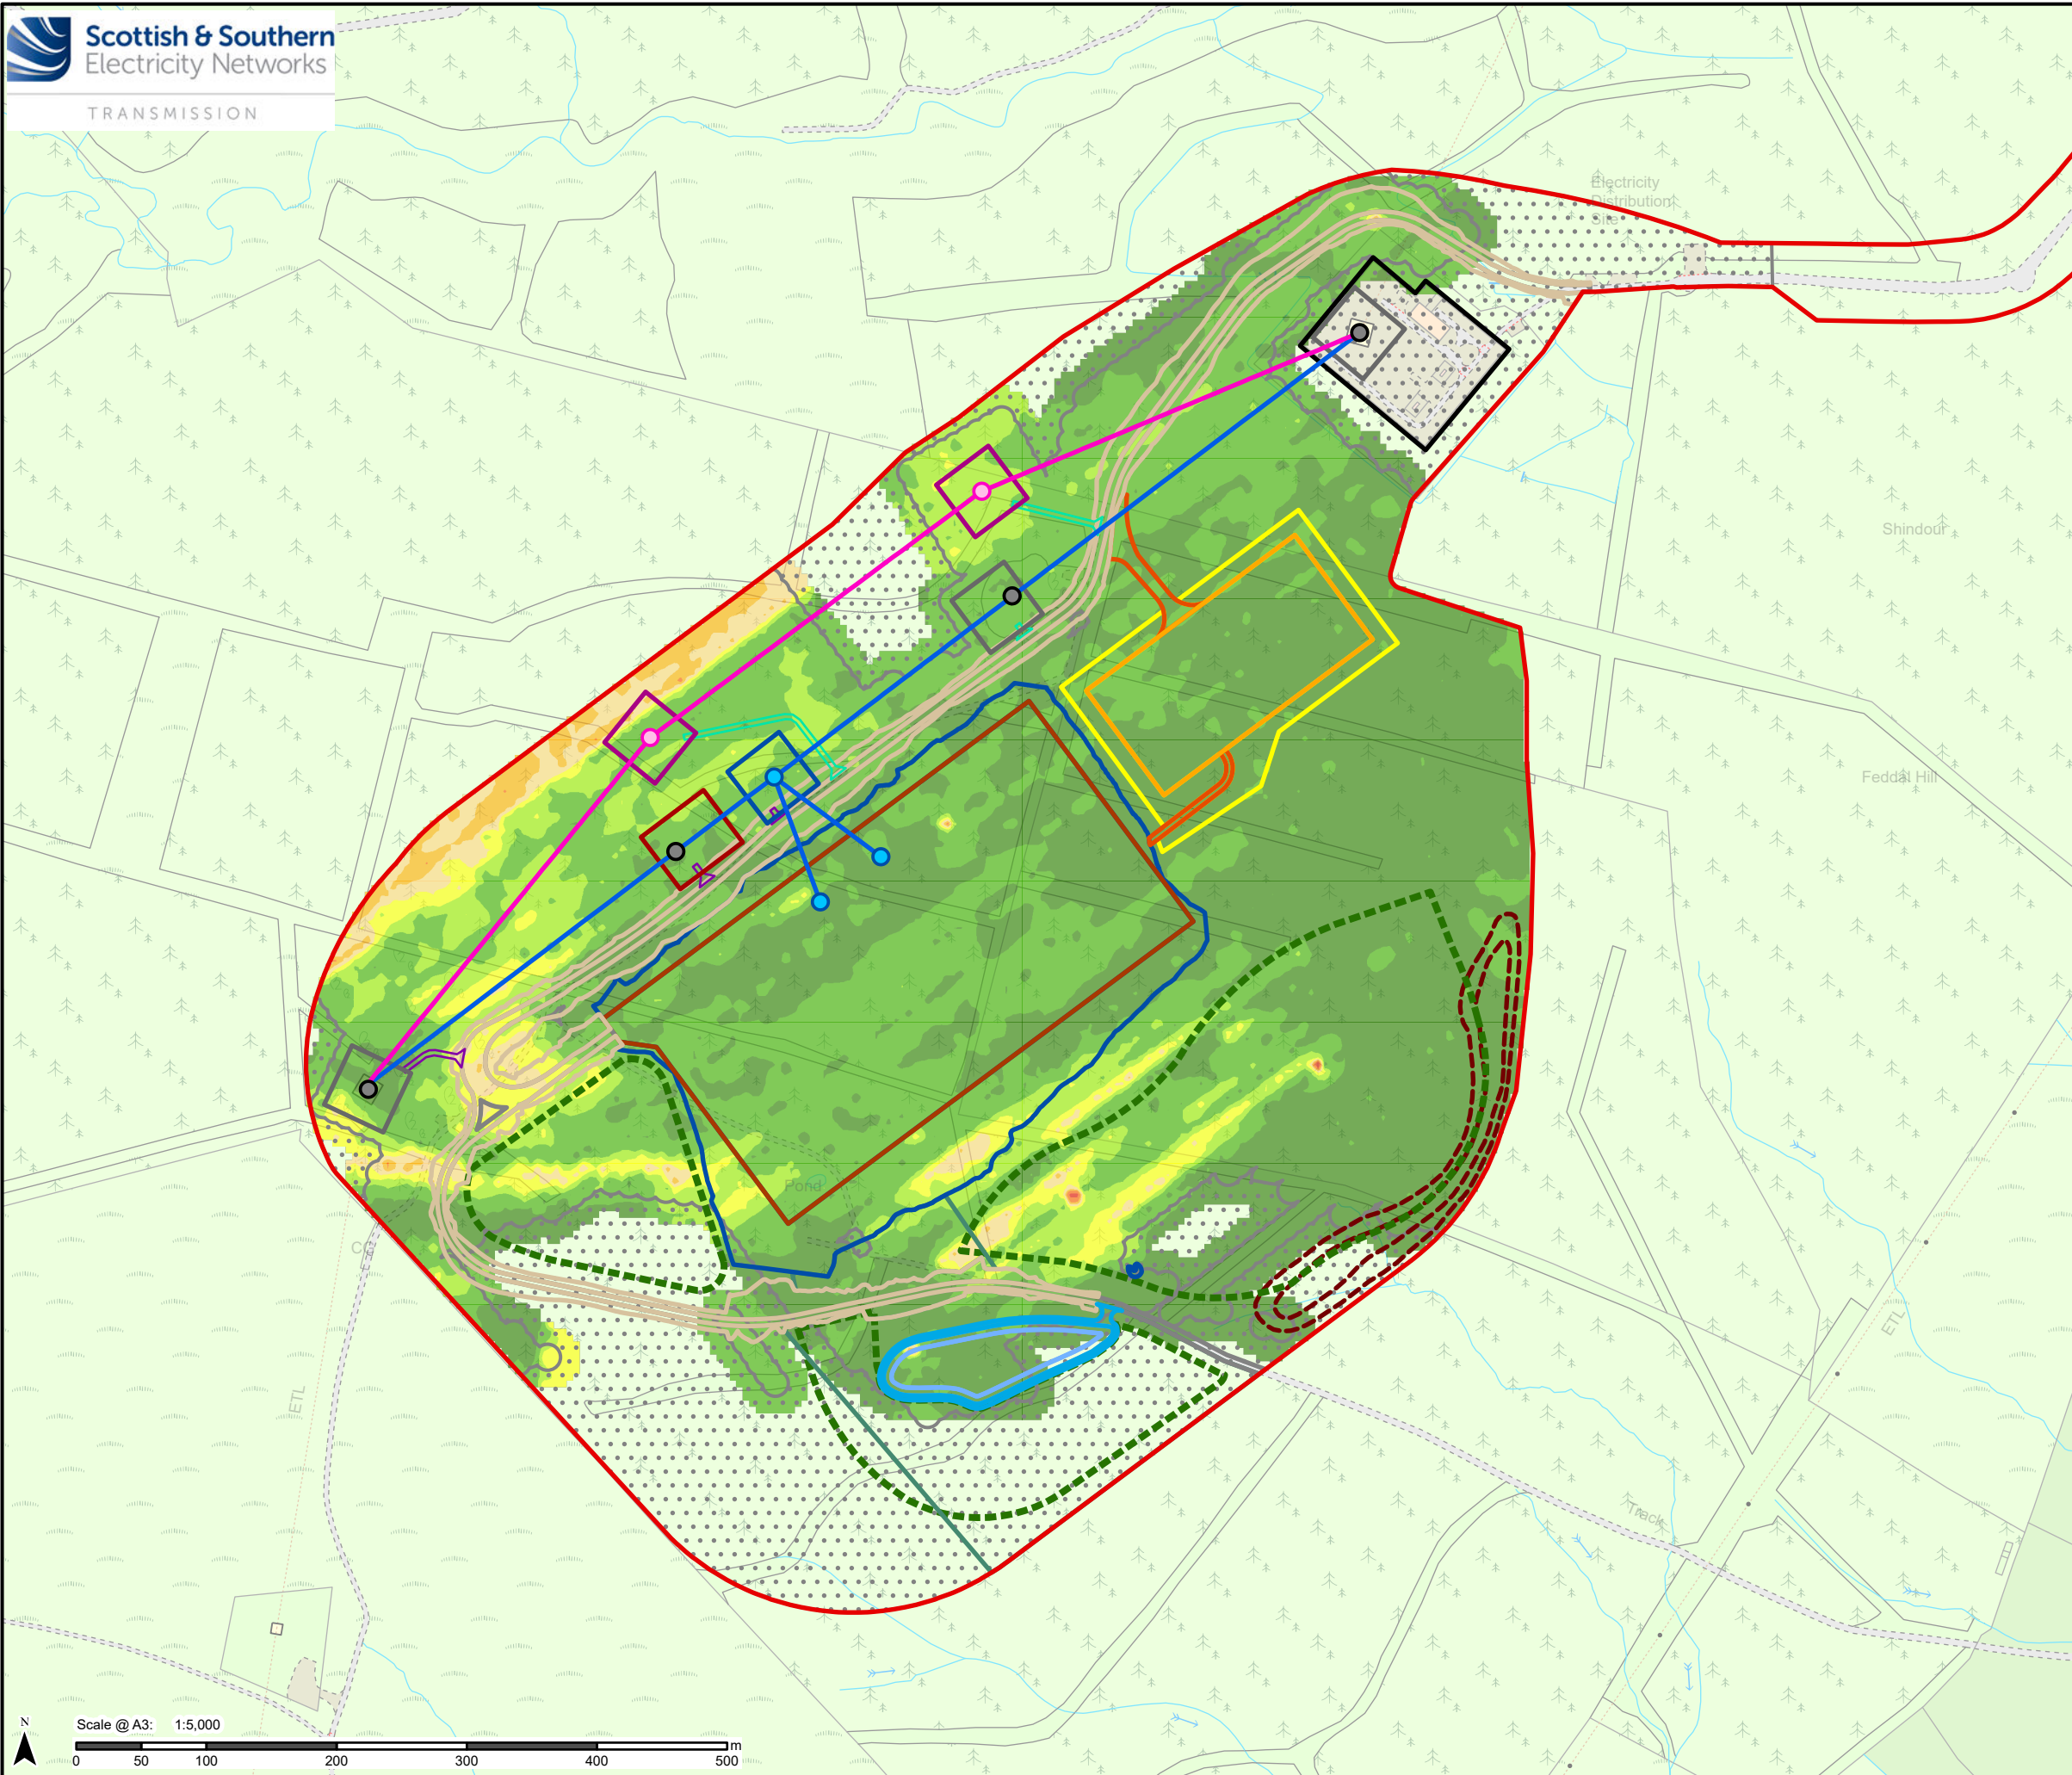 Scottish & Southern
Electricity Networks
TRANSMISSION
Electricity
Distribution
Site
Shindour
Feddal Hill
Pond
ETL
ETL
Track
N
Scale @ A3: 1:5,000
m
0 50 100 200 300 400 500